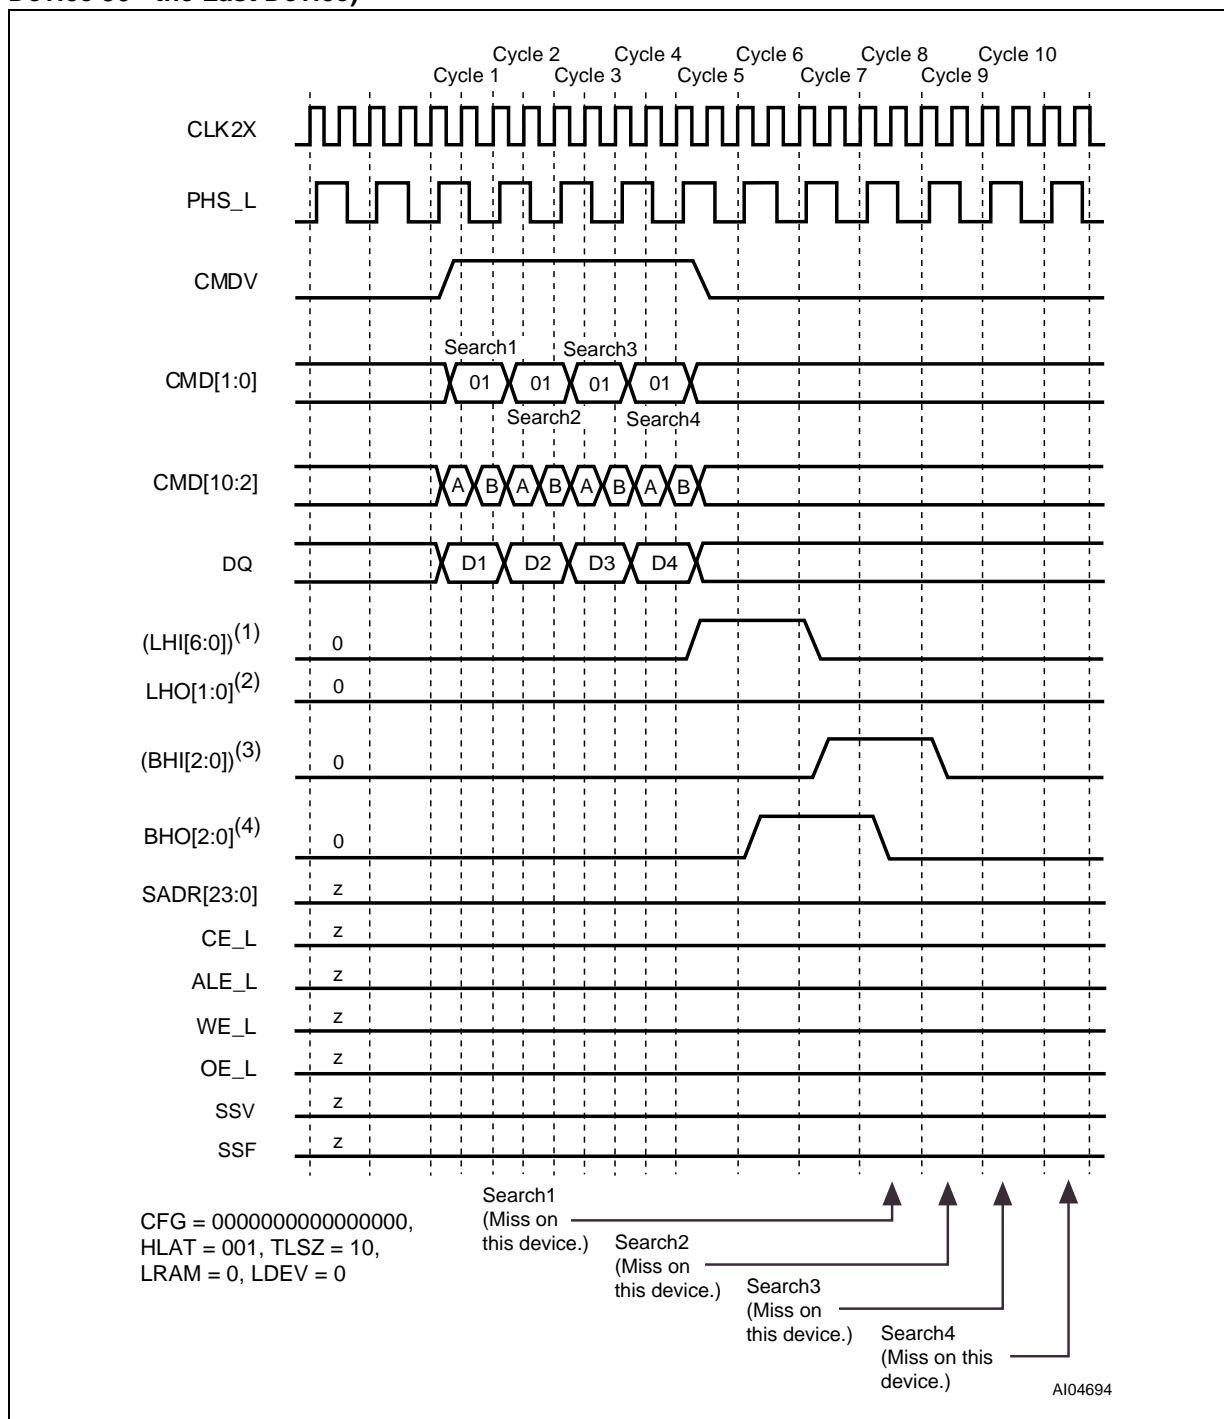 Cycle 2 Cycle 4 Cycle 6 Cycle 8 Cycle 10
Cycle 1 Cycle 3 Cycle 5 Cycle 7 Cycle 9
CLK2X
PHS_L
CMDV
Search1 Search3
CMD[1:0] 01 01 01 01
Search2 Search4
CMD[10:2] A B A B A B A B
DQ D1 D2 D3 D4
(LHI[6:0])(1) 0
LHO[1:0](2) 0
(BHI[2:0])(3) 0
BHO[2:0](4) 0
SADR[23:0] z
CE_L z
ALE_L z
WE_L z
OE_L z
SSV z
SSF z
CFG = 0000000000000000,
HLAT = 001, TLSZ = 10,
LRAM = 0, LDEV = 0
Search1
(Miss on
this device.)
Search2
(Miss on
this device.)
Search3
(Miss on
this device.)
Search4
(Miss on this
device.)
AI04694